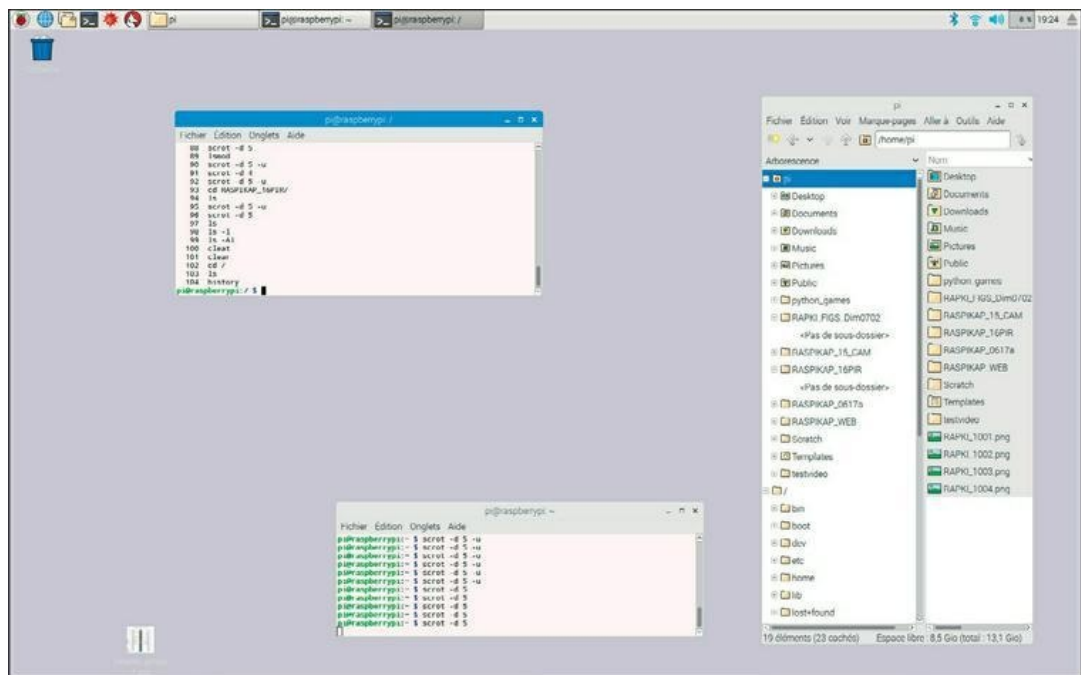 pi
pi@raspberrypi: ~
pi@raspberrypi: /
19:24
pi@raspberrypi: /
Fichier Édition Onglets Aide
88 scrot -d 5
89 lsmod
90 scrot -d 5 -u
91 scrot -d 4
92 scrot -d 5 -u
93 cd RASPIKAP_16PIR/
94 ls
95 scrot -d 5 -u
96 scrot -d 5
97 ls
98 ls -l
99 ls -Al
100 cleat
101 clear
102 cd /
103 ls
104 history
pi@raspberrypi:/ $
pi@raspberrypi: ~
Fichier Édition Onglets Aide
pi@raspberrypi:~ $ scrot -d 5 -u
pi@raspberrypi:~ $ scrot -d 5 -u
pi@raspberrypi:~ $ scrot -d 5 -u
pi@raspberrypi:~ $ scrot -d 5 -u
pi@raspberrypi:~ $ scrot -d 5 -u
pi@raspberrypi:~ $ scrot -d 5 -u
pi@raspberrypi:~ $ scrot -d 5
pi@raspberrypi:~ $ scrot -d 5
pi@raspberrypi:~ $ scrot -d 5
pi@raspberrypi:~ $ scrot -d 5
pi@raspberrypi:~ $ scrot -d 5
pi
Fichier Édition Voir Marque-pages Aller à Outils Aide
/home/pi
Arborescence
pi
Desktop
Documents
Downloads
Music
Pictures
Public
python_games
RAPKI_FIGS_Dim0702
<Pas de sous-dossier>
RASPIKAP_15_CAM
RASPIKAP_16PIR
<Pas de sous-dossier>
RASPIKAP_0617a
RASPIKAP_WEB
Scratch
Templates
testvideo
/
bin
boot
dev
etc
home
lib
lost+found
Nom
Desktop
Documents
Downloads
Music
Pictures
Public
python_games
RAPKI_FIGS_Dim0702
RASPIKAP_15_CAM
RASPIKAP_16PIR
RASPIKAP_0617a
RASPIKAP_WEB
Scratch
Templates
testvideo
RAPKI_1001.png
RAPKI_1002.png
RAPKI_1003.png
RAPKI_1004.png
19 éléments (23 cachés) Espace libre : 8,5 Gio (total : 13,1 Gio)